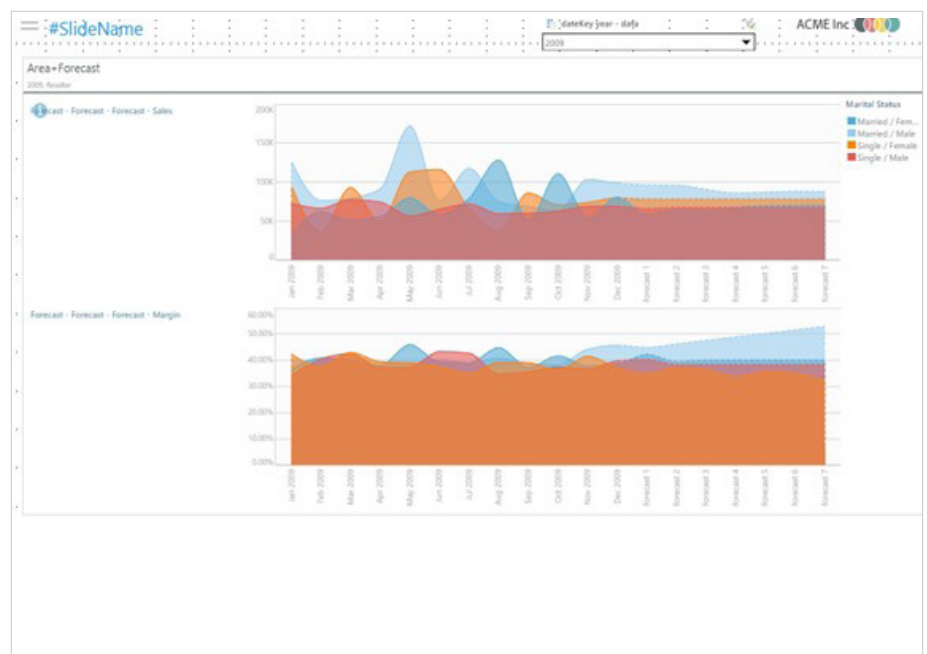 #SlideName
dateKey year - data
2009
ACME Inc
Area+Forecast
2009, Reseller
Forecast - Forecast - Sales
Marital Status
Married / Fem...
Married / Male
Single / Female
Single / Male
200K
150K
100K
50K
0
Jan 2009
Feb 2009
Mar 2009
Apr 2009
May 2009
Jun 2009
Jul 2009
Aug 2009
Sep 2009
Oct 2009
Nov 2009
Dec 2009
Forecast 1
Forecast 2
Forecast 3
Forecast 4
Forecast 5
Forecast 6
Forecast 7
Forecast - Forecast - Forecast - Margin
60.00%
50.00%
40.00%
30.00%
20.00%
10.00%
0.00%
Jan 2009
Feb 2009
Mar 2009
Apr 2009
May 2009
Jun 2009
Jul 2009
Aug 2009
Sep 2009
Oct 2009
Nov 2009
Dec 2009
Forecast 1
Forecast 2
Forecast 3
Forecast 4
Forecast 5
Forecast 6
Forecast 7